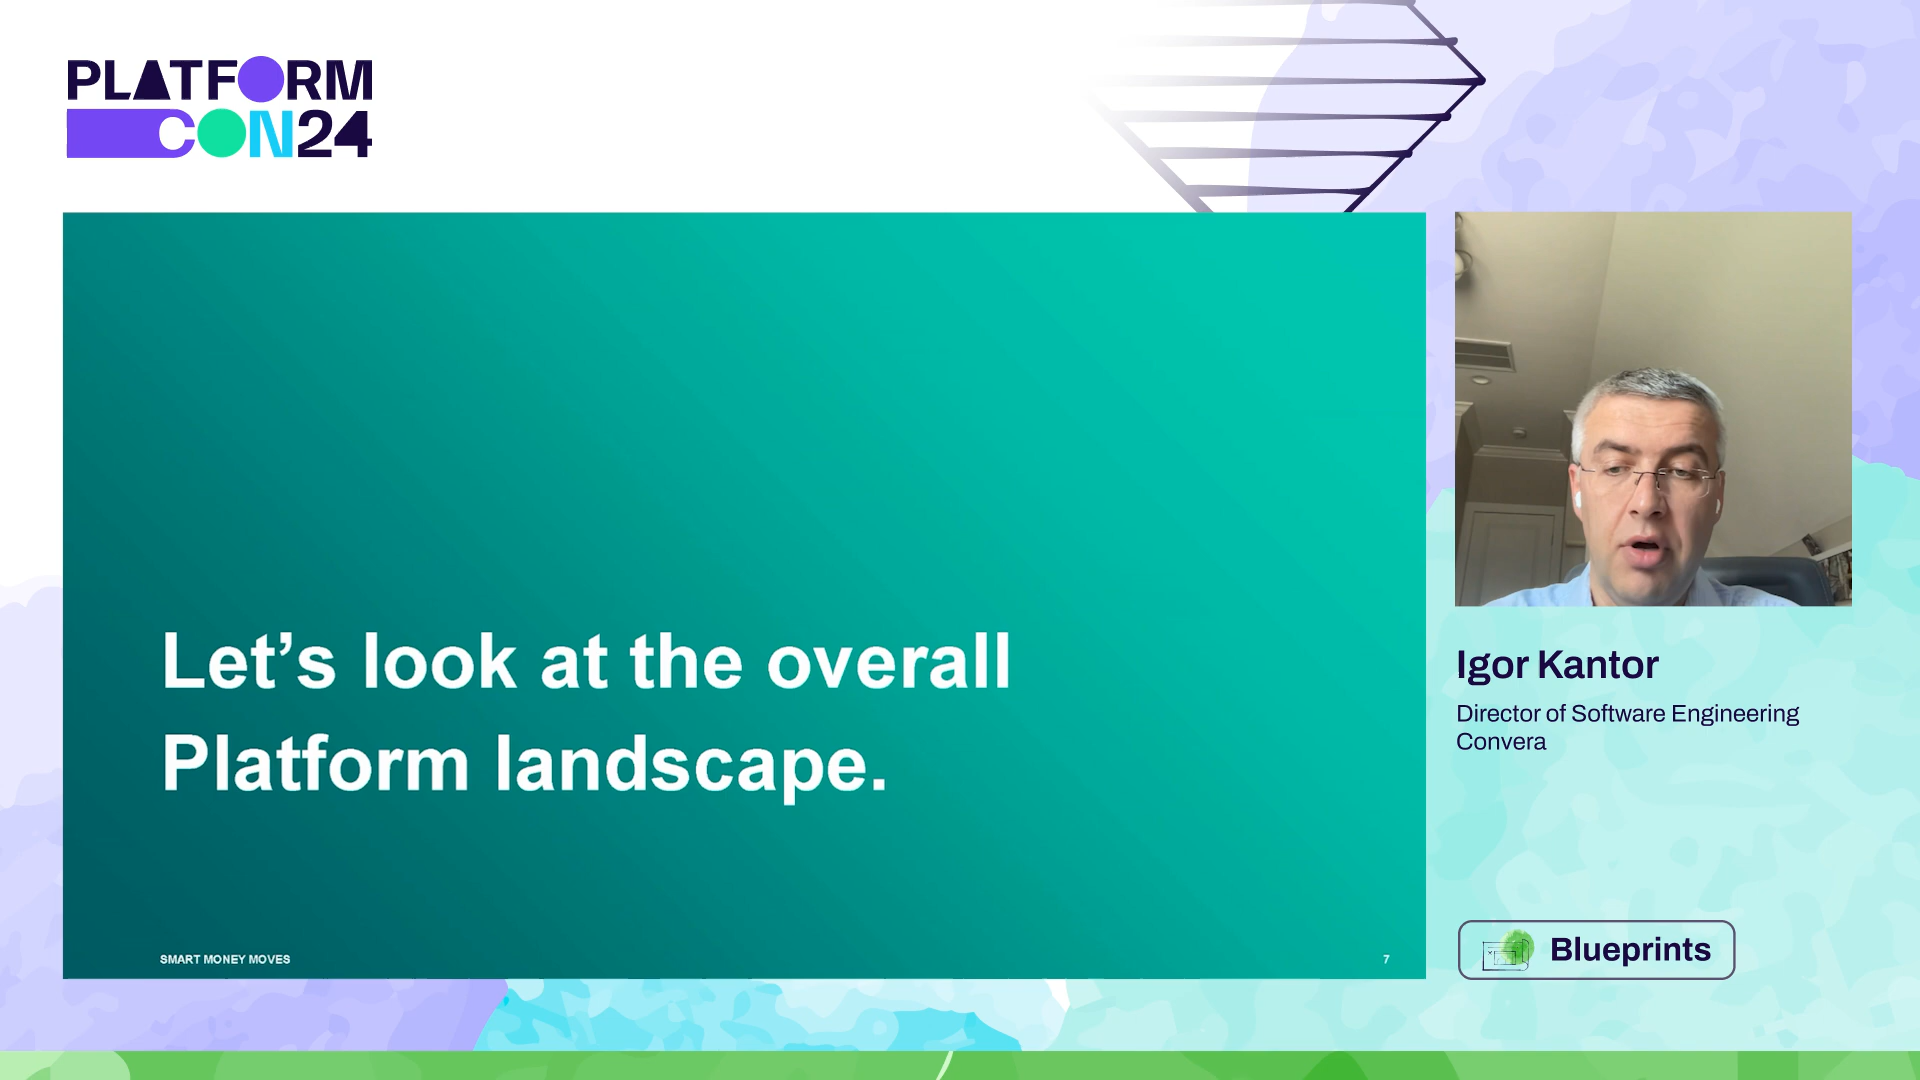 PLATFORM
CON24
Let’s look at the overall
Platform landscape.
SMART MONEY MOVES
7
Igor Kantor
Director of Software Engineering
Convera
Blueprints